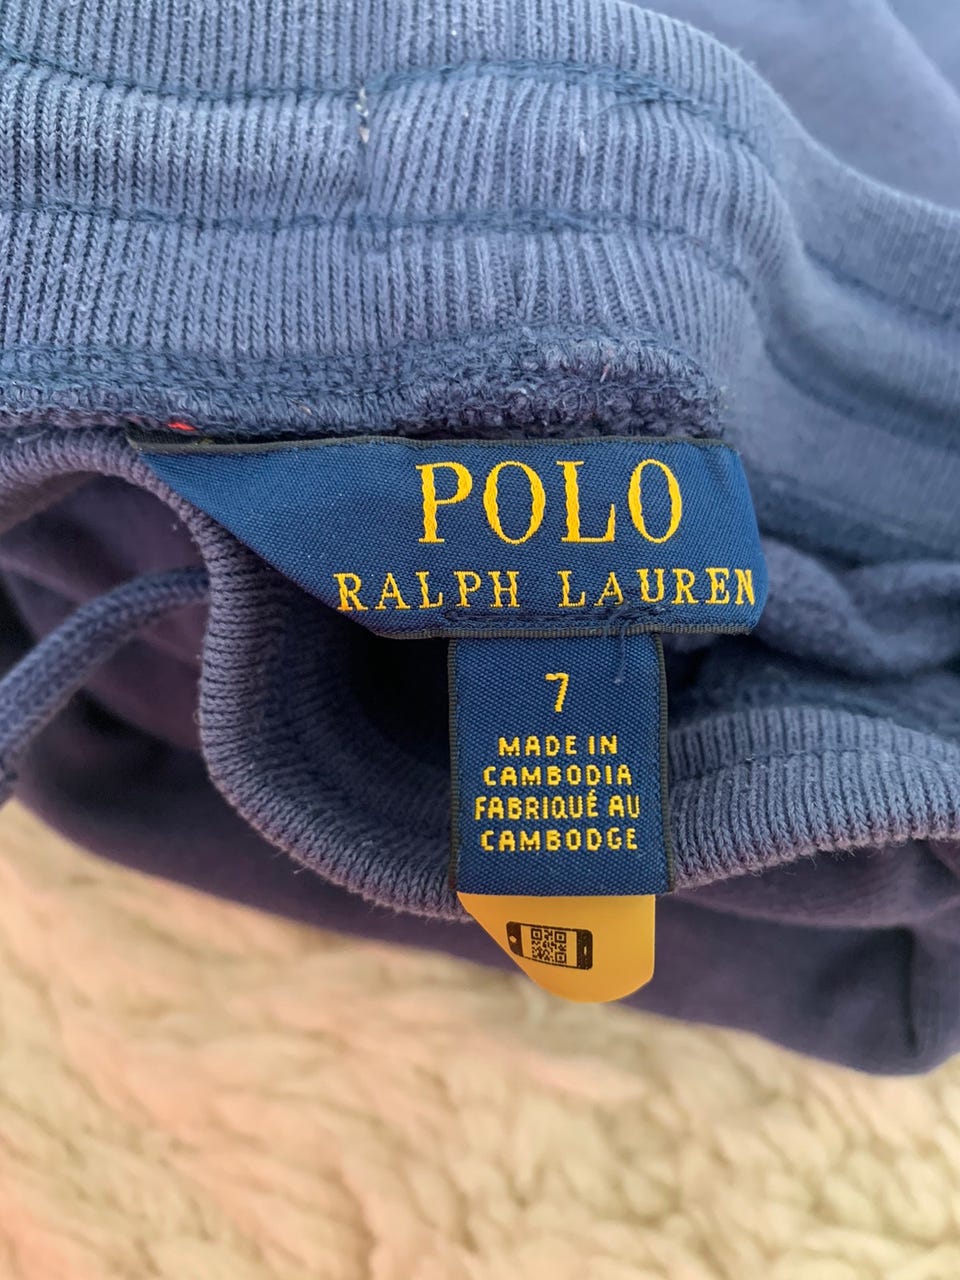 POLO
RALPH LAUREN
7
MADE IN
CAMBODIA
FABRIQUÉ AU
CAMBODGE